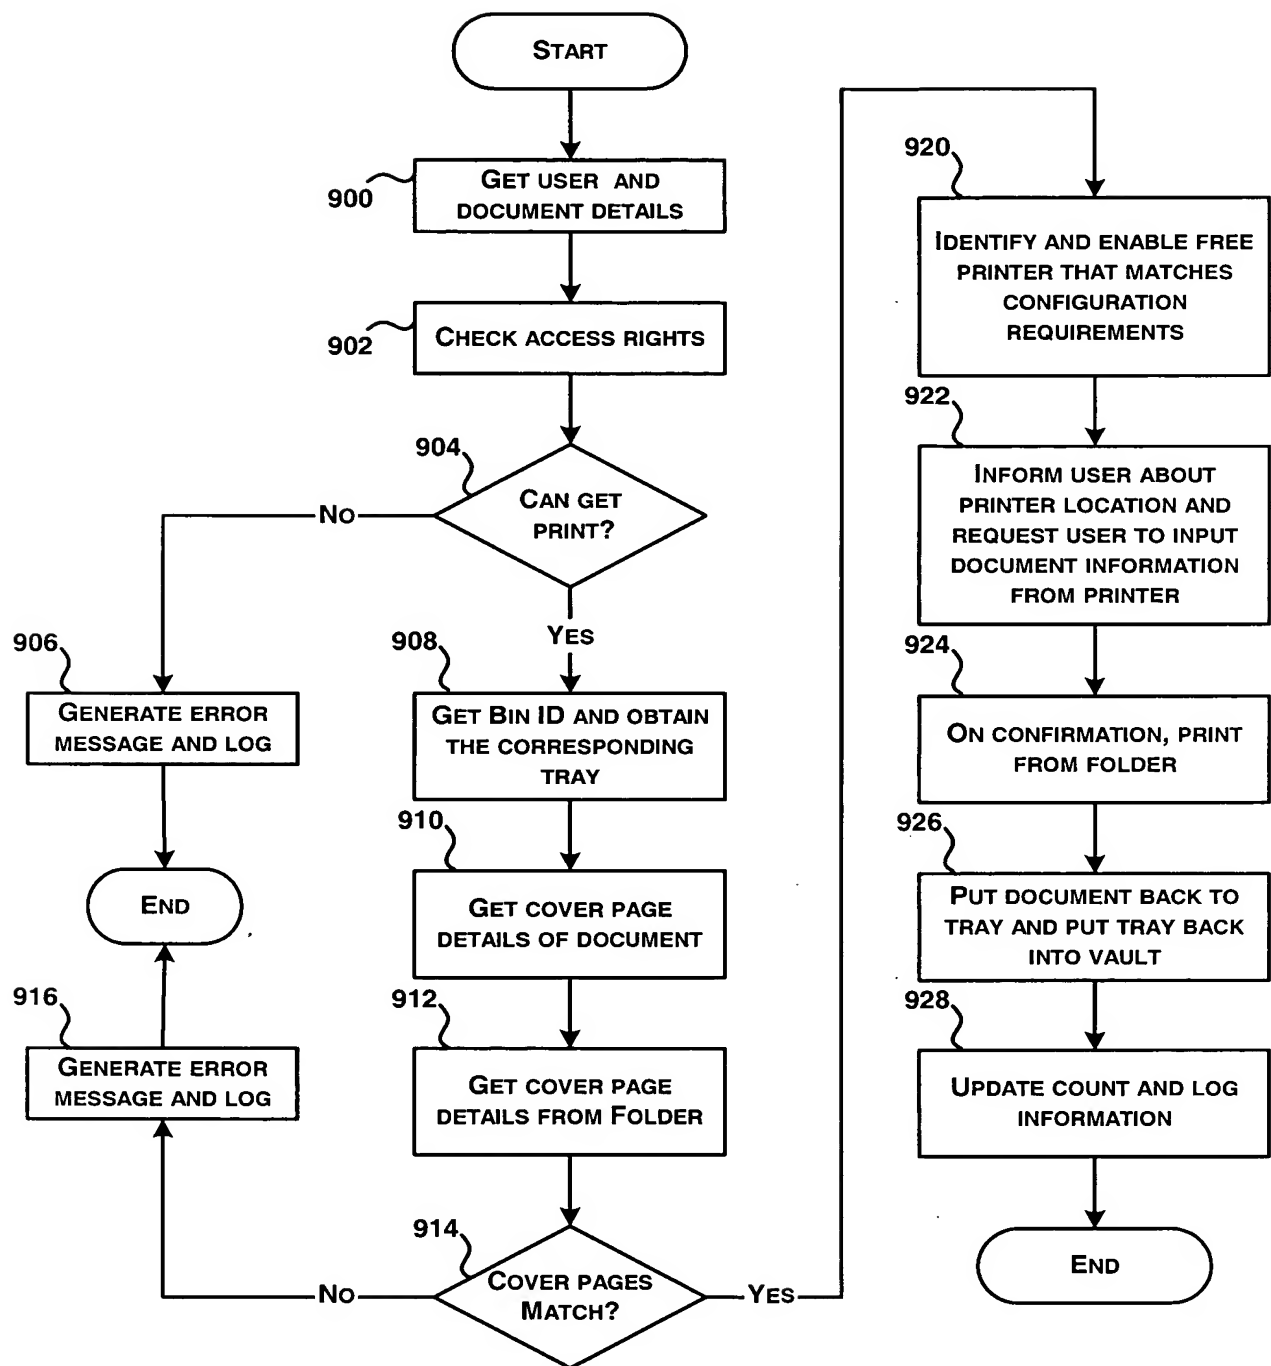 START
900
GET USER AND
DOCUMENT DETAILS
902
CHECK ACCESS RIGHTS
904
CAN GET
PRINT?
NO
YES
906
GENERATE ERROR
MESSAGE AND LOG
END
908
GET BIN ID AND OBTAIN
THE CORRESPONDING
TRAY
910
GET COVER PAGE
DETAILS OF DOCUMENT
912
GET COVER PAGE
DETAILS FROM FOLDER
914
COVER PAGES
MATCH?
NO
YES
916
GENERATE ERROR
MESSAGE AND LOG
920
IDENTIFY AND ENABLE FREE
PRINTER THAT MATCHES
CONFIGURATION
REQUIREMENTS
922
INFORM USER ABOUT
PRINTER LOCATION AND
REQUEST USER TO INPUT
DOCUMENT INFORMATION
FROM PRINTER
924
ON CONFIRMATION, PRINT
FROM FOLDER
926
PUT DOCUMENT BACK TO
TRAY AND PUT TRAY BACK
INTO VAULT
928
UPDATE COUNT AND LOG
INFORMATION
END